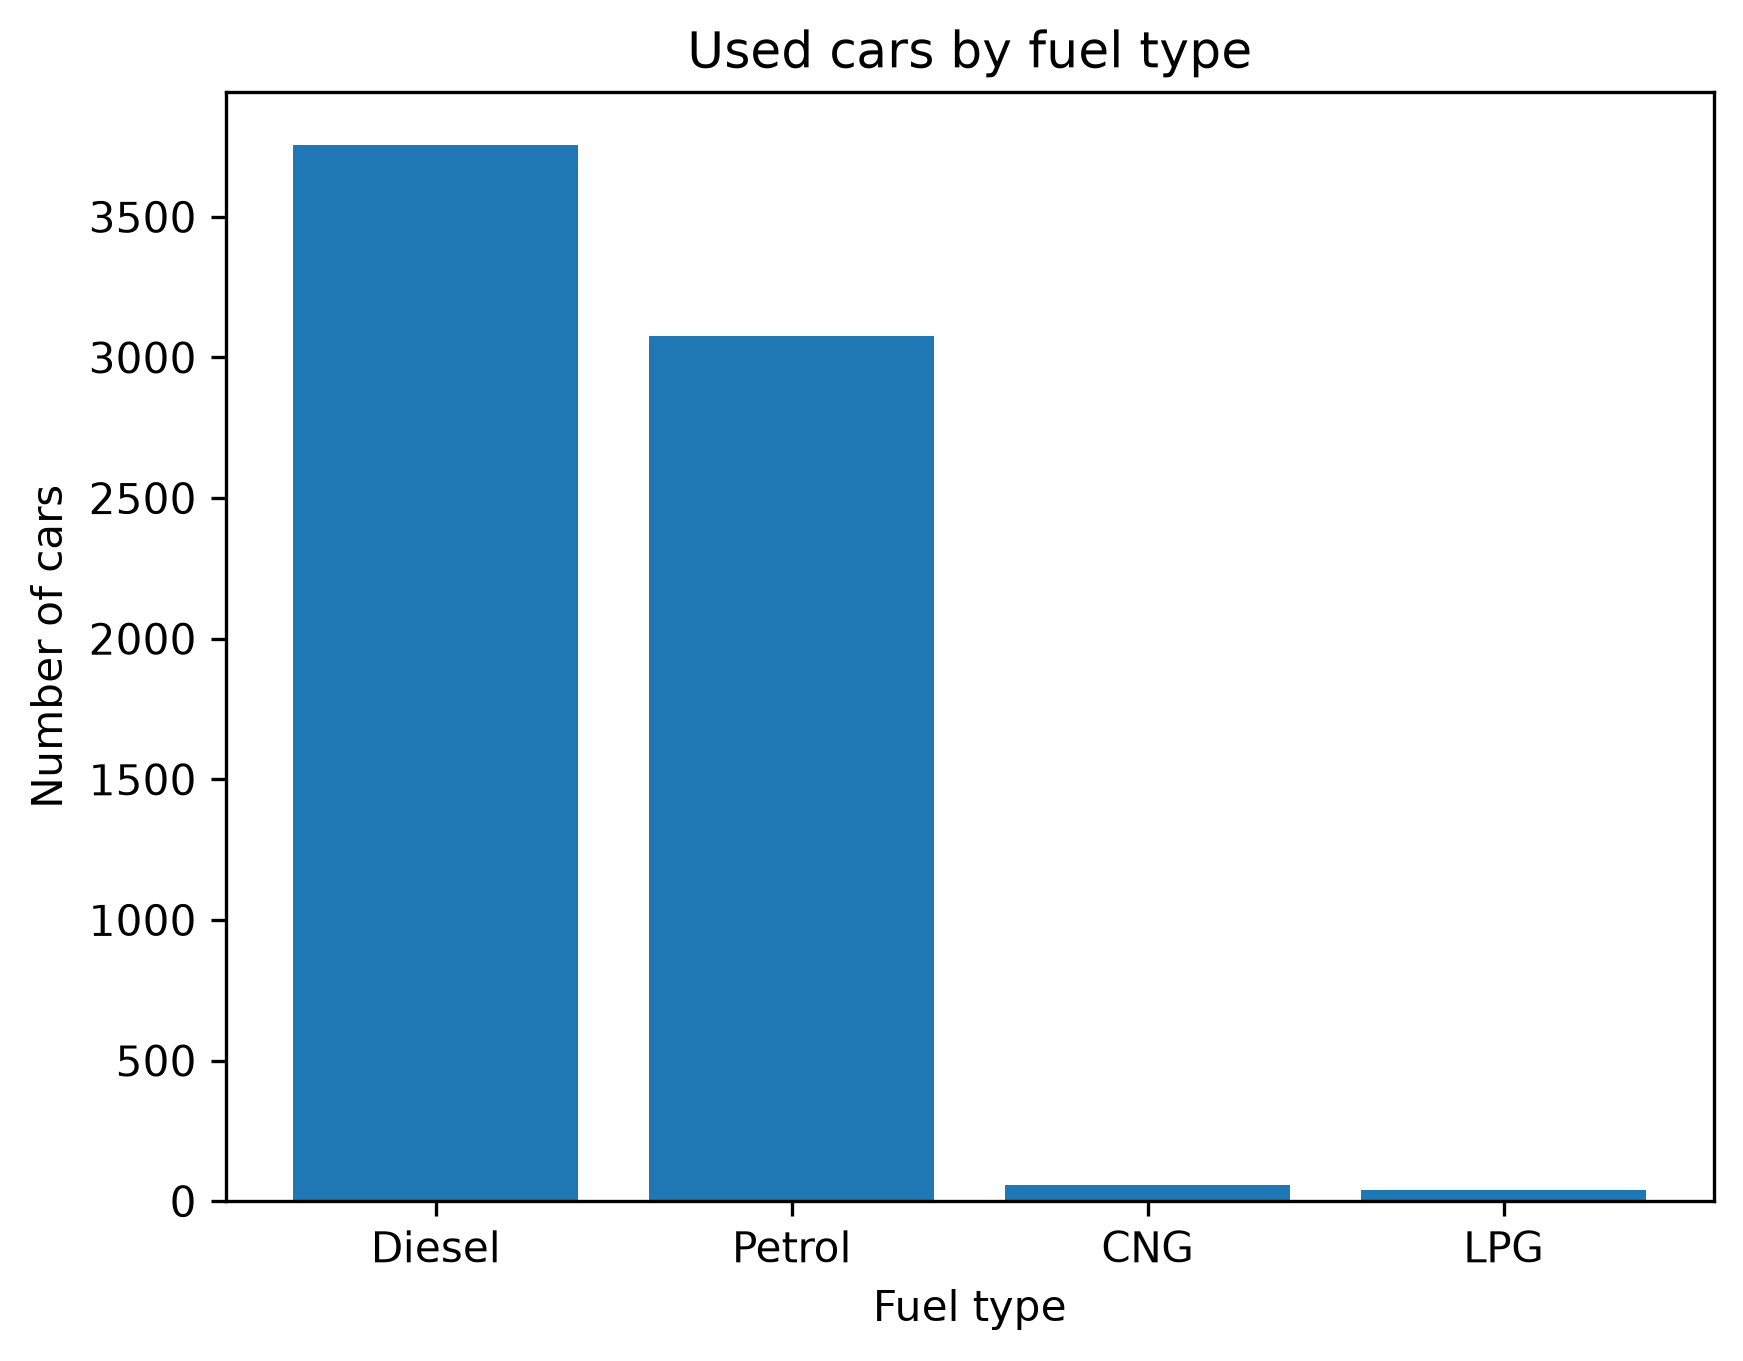 Used cars by fuel type
Number of cars
3500
3000
2500
2000
1500
1000
500
0
Diesel Petrol CNG LPG
Fuel type